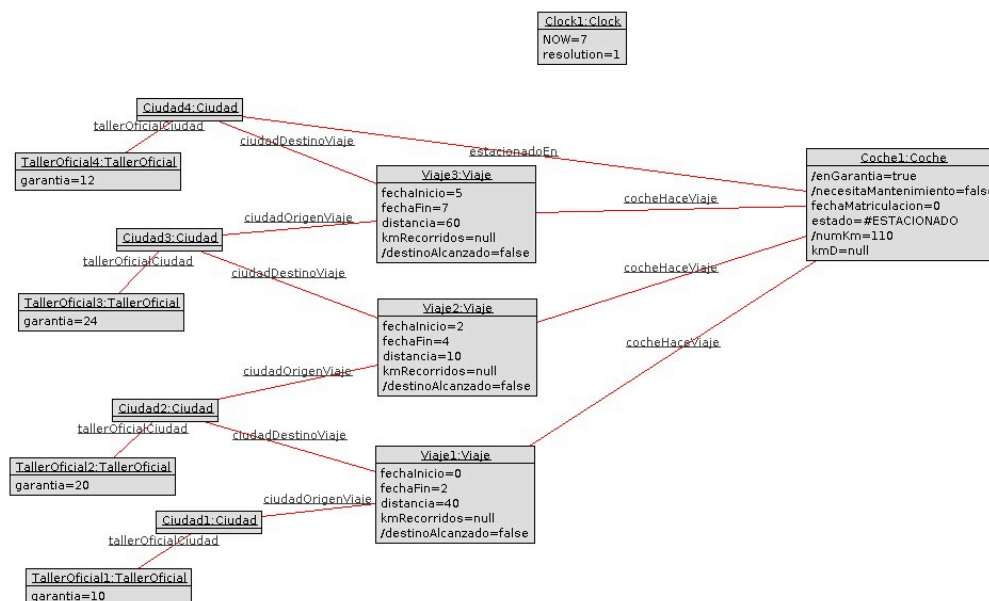 Clock1:Clock
NOW=7
resolution=1
Ciudad4:Ciudad
tallerOficialCiudad
ciudadDestinoViaje
estacionadoEn
TallerOficial4:TallerOficial
garantia=12
Viaje3:Viaje
fechaInicio=5
fechaFin=7
distancia=60
kmRecorridos=null
/destinoAlcanzado=false
Coche1:Coche
/enGarantia=true
/necesitaMantenimiento=false
fechaMatriculacion=0
estado=#ESTACIONADO
/numKm=110
kmD=null
cocheHaceViaje
ciudadOrigenViaje
Ciudad3:Ciudad
tallerOficialCiudad
ciudadDestinoViaje
cocheHaceViaje
TallerOficial3:TallerOficial
garantia=24
Viaje2:Viaje
fechaInicio=2
fechaFin=4
distancia=10
kmRecorridos=null
/destinoAlcanzado=false
cocheHaceViaje
ciudadOrigenViaje
Ciudad2:Ciudad
tallerOficialCiudad
ciudadDestinoViaje
TallerOficial2:TallerOficial
garantia=20
Viaje1:Viaje
fechaInicio=0
fechaFin=2
distancia=40
kmRecorridos=null
/destinoAlcanzado=false
ciudadOrigenViaje
Ciudad1:Ciudad
tallerOficialCiudad
TallerOficial1:TallerOficial
garantia=10